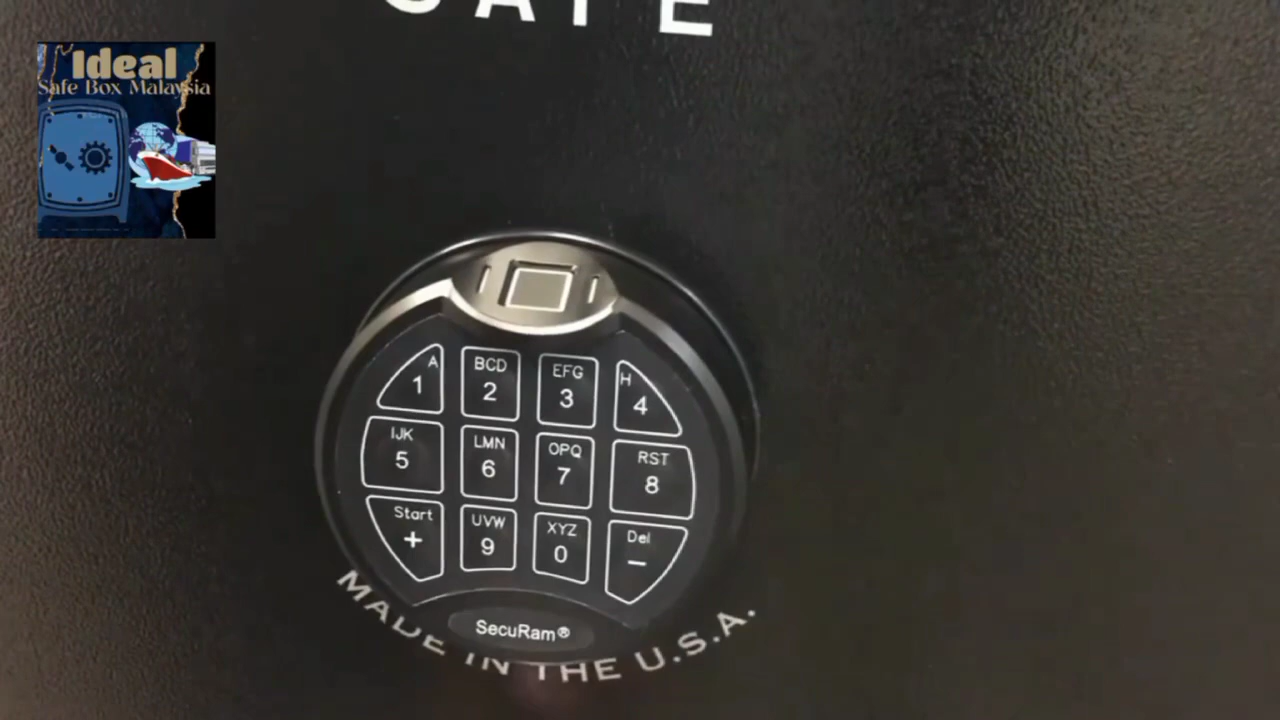 SAFE
Ideal
Safe Box Malaysia
A
1
BCD
2
EFG
3
H
4
IJK
5
LMN
6
OPQ
7
RST
8
Start
+
UVW
9
XYZ
0
Del
−
SecuRam®
MADE IN THE U.S.A.